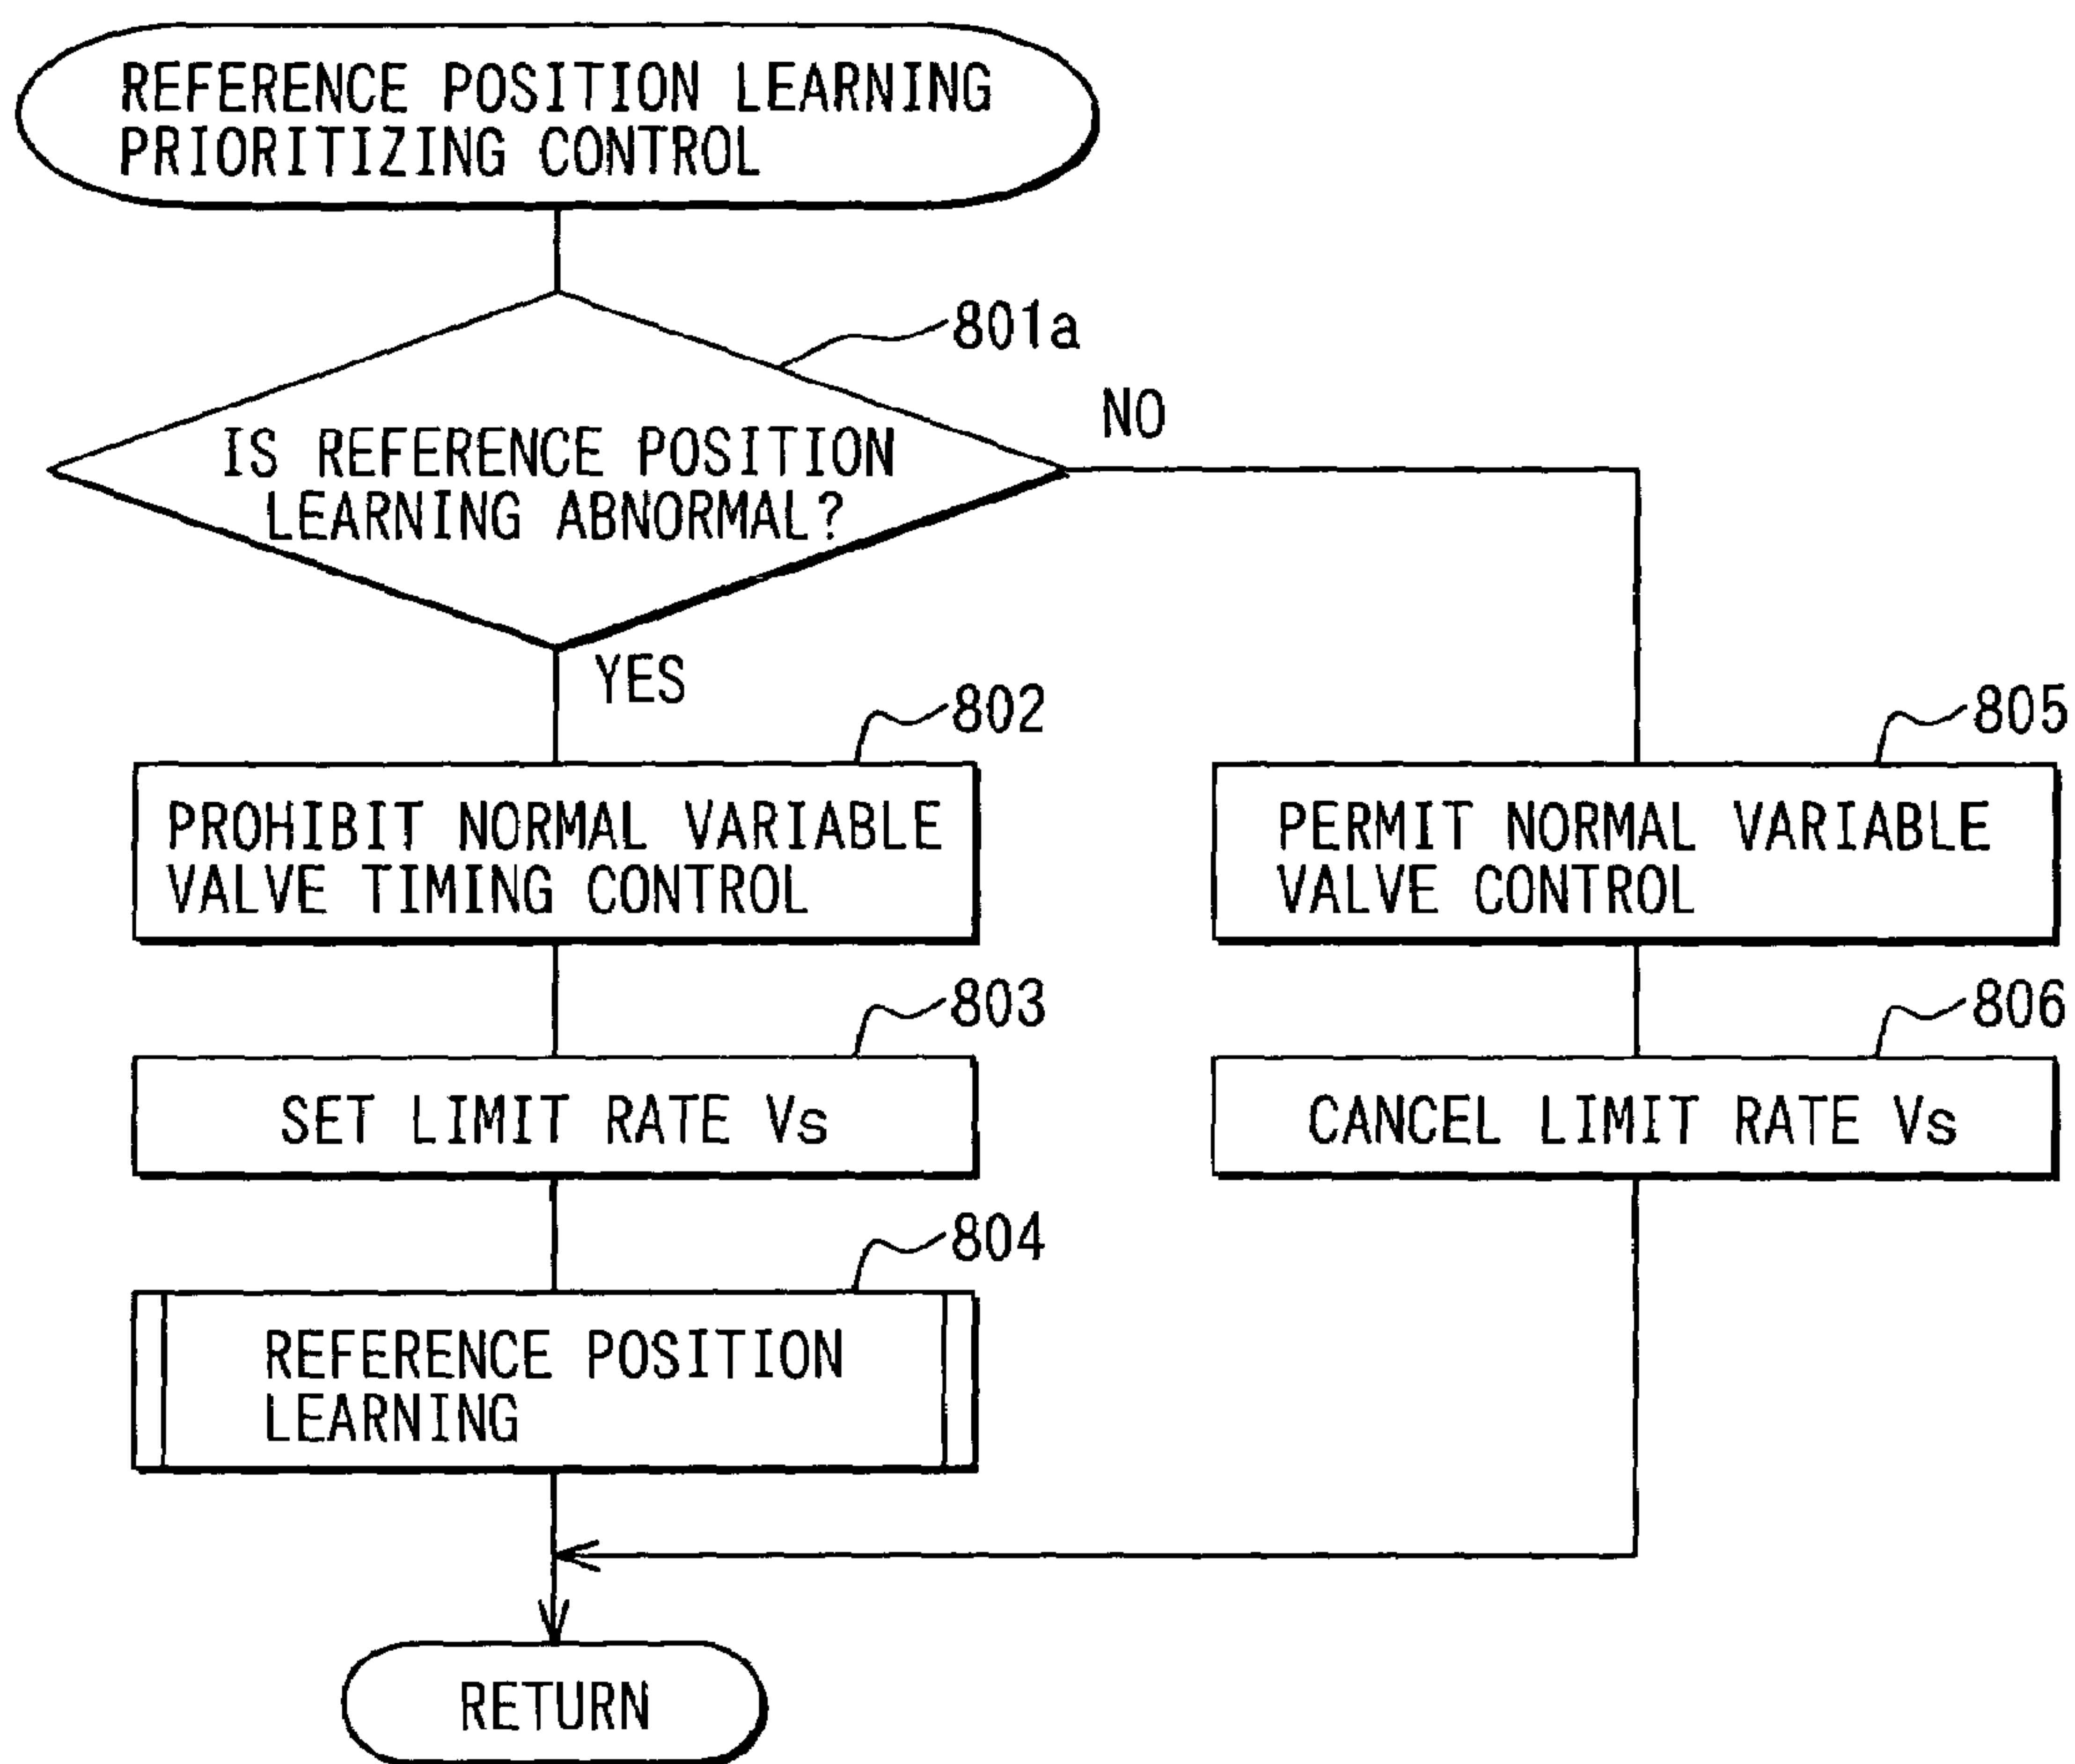 REFERENCE POSITION LEARNING
PRIORITIZING CONTROL
801a
IS REFERENCE POSITION
LEARNING ABNORMAL?
NO
YES
802
PROHIBIT NORMAL VARIABLE
VALVE TIMING CONTROL
803
SET LIMIT RATE Vs
804
REFERENCE POSITION
LEARNING
805
PERMIT NORMAL VARIABLE
VALVE CONTROL
806
CANCEL LIMIT RATE Vs
RETURN